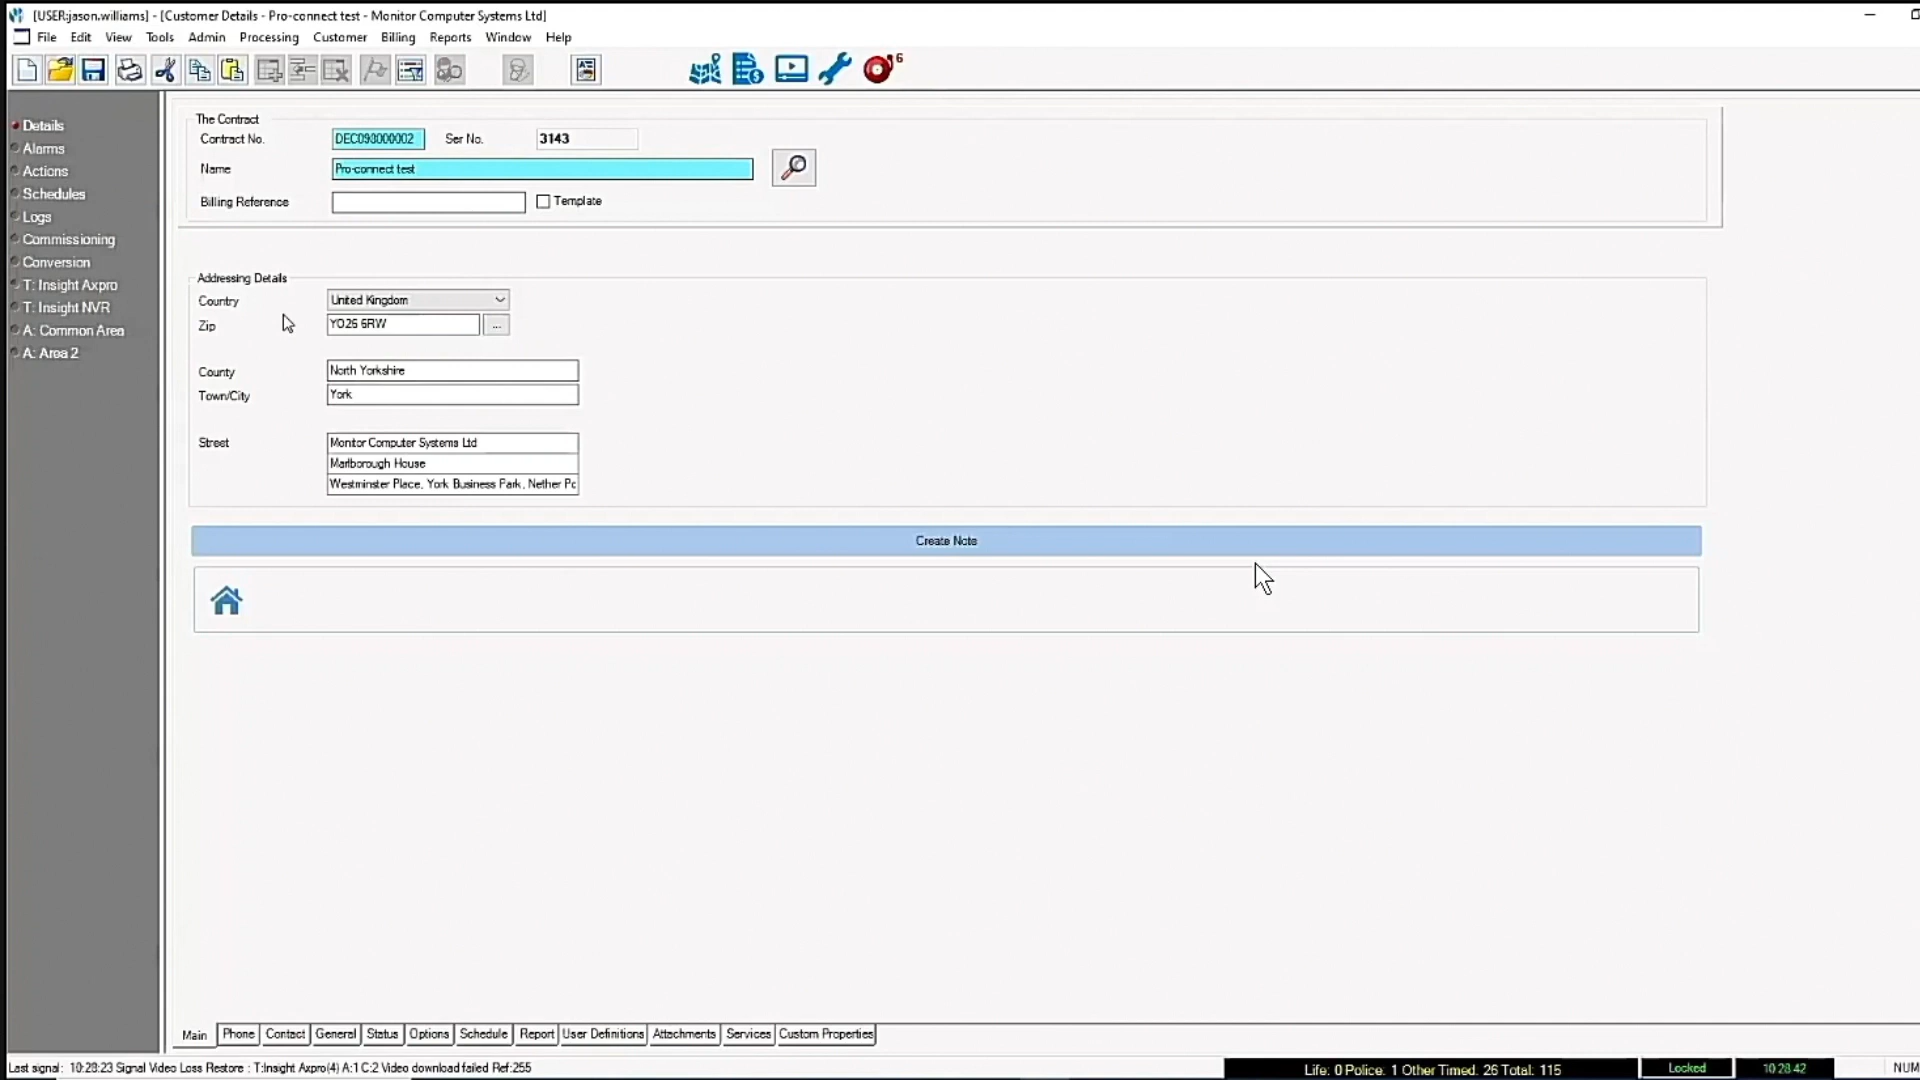 [USER:jason.williams] - [Customer Details - Pro-connect test - Monitor Computer Systems Ltd]
File Edit View Tools Admin Processing Customer Billing Reports Window Help
6
Details
Alarms
Actions
Schedules
Logs
Commissioning
Conversion
T: Insight Axpro
T: Insight NVR
A: Common Area
A: Area 2
The Contract
Contract No. DEC090000002 Ser No. 3143
Name Pro-connect test
Billing Reference Template
Addressing Details
Country United Kingdom
Zip YO26 6RW ...
County North Yorkshire
Town/City York
Street Monitor Computer Systems Ltd
Marlborough House
Westminster Place, York Business Park, Nether Po
Create Note
Main Phone Contact General Status Options Schedule Report User Definitions Attachments Services Custom Properties
Last signal: 10:28:23 Signal Video Loss Restore : T:Insight Axpro(4) A:1 C:2 Video download failed Ref:255
Life: 0 Police: 1 Other Timed: 26 Total: 115 Locked 10:28:42 NUM